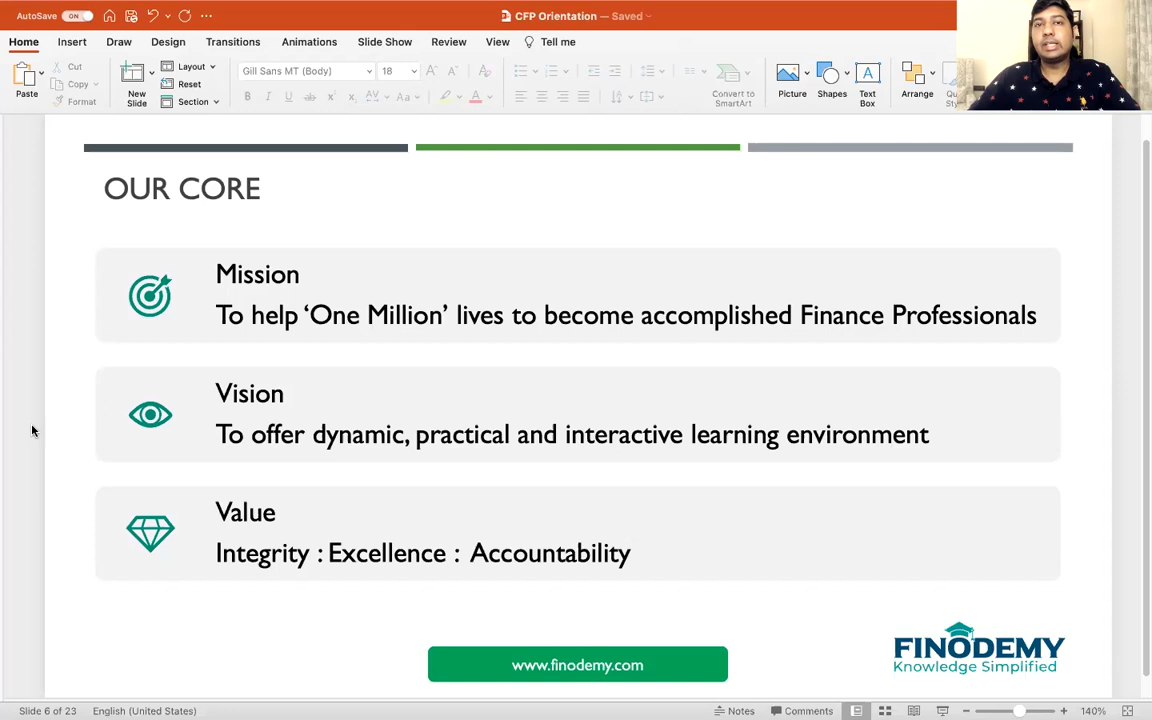 AutoSave ON CFP Orientation — Saved
Home Insert Draw Design Transitions Animations Slide Show Review View Tell me
Paste Cut Copy Format New Slide Layout Reset Section Gill Sans MT (Body) 18 Convert to SmartArt Picture Shapes Text Box Arrange
OUR CORE
Mission
To help ‘One Million’ lives to become accomplished Finance Professionals
Vision
To offer dynamic, practical and interactive learning environment
Value
Integrity : Excellence : Accountability
www.finodemy.com
FINODEMY
Knowledge Simplified
Slide 6 of 23 English (United States) Notes Comments 140%